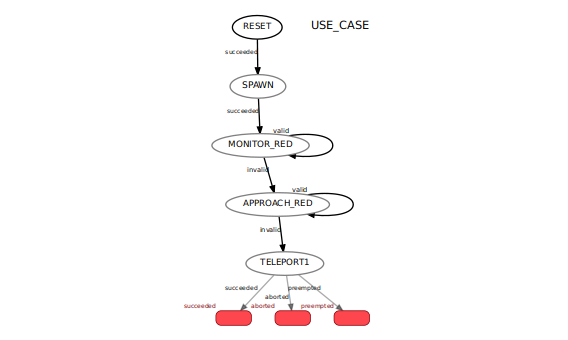 RESET
USE_CASE
succeeded
SPAWN
succeeded
valid
MONITOR_RED
invalid
valid
APPROACH_RED
invalid
TELEPORT1
succeeded
preempted
aborted
succeeded
aborted
preempted